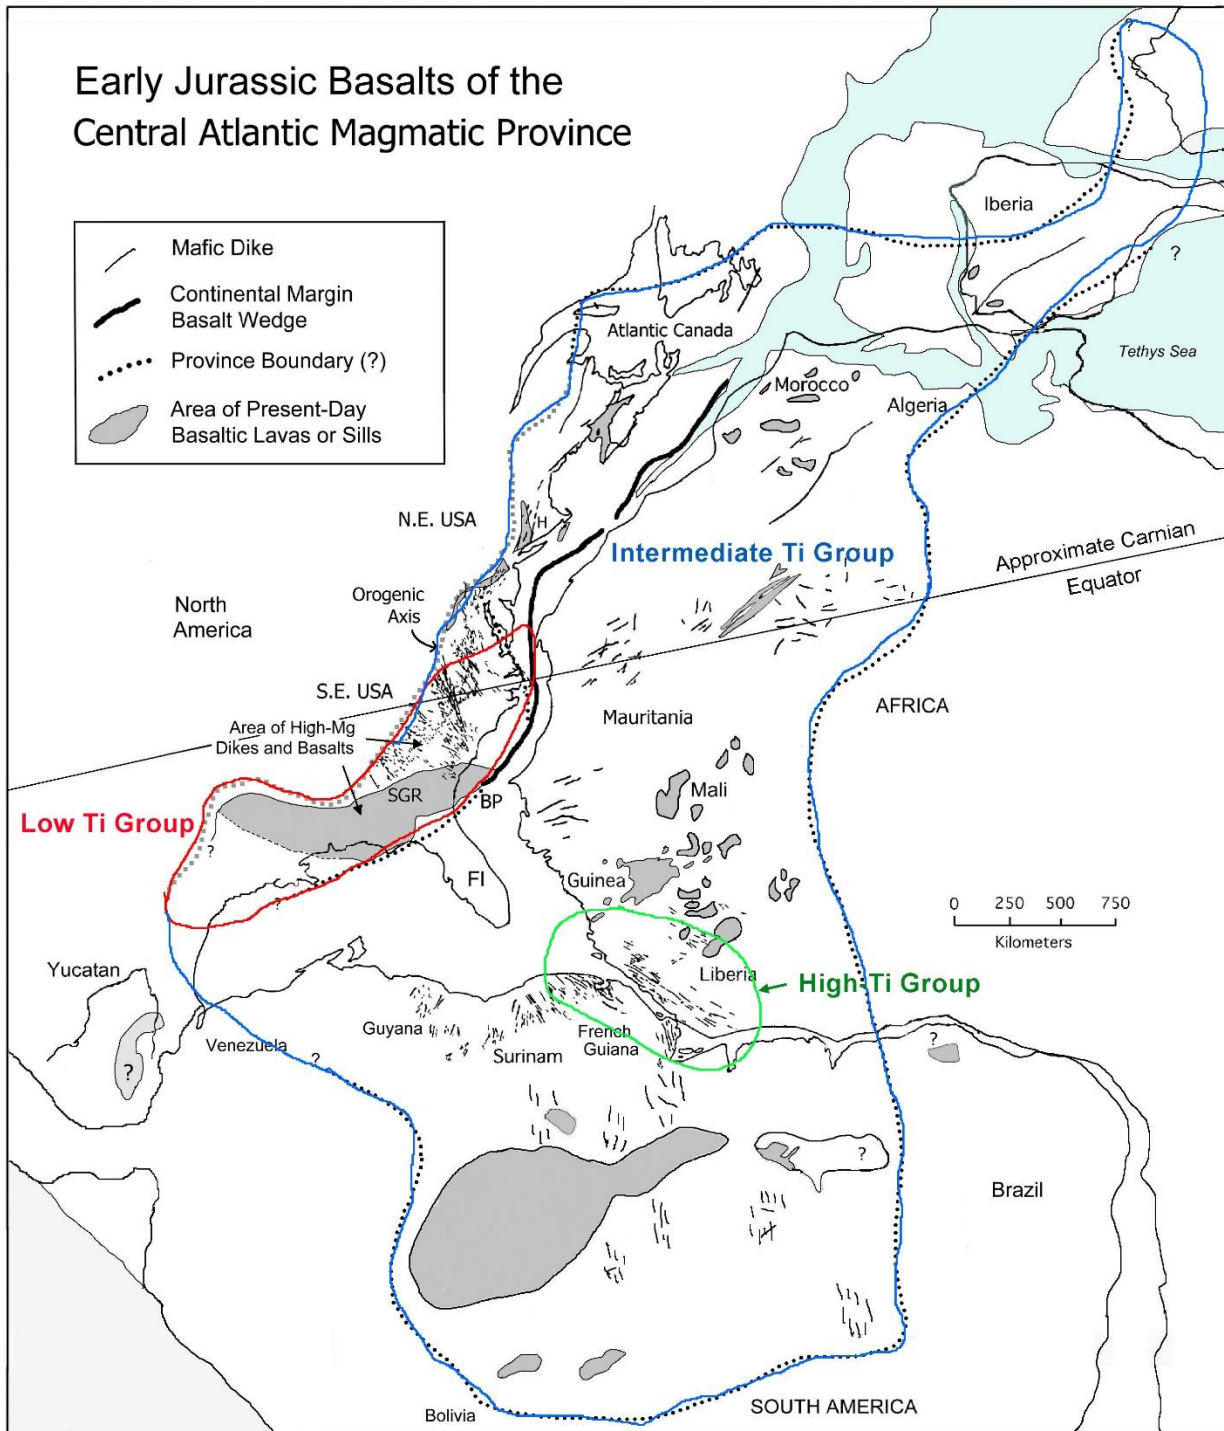 Early Jurassic Basalts of the
Central Atlantic Magmatic Province
Mafic Dike
Continental Margin
Basalt Wedge
Province Boundary (?)
Area of Present-Day
Basaltic Lavas or Sills
?
Iberia
?
Tethys Sea
Atlantic Canada
Morocco
Algeria
N.E. USA
H
Intermediate Ti Group
Approximate Carnian
Equator
North
America
Orogenic
Axis
S.E. USA
Area of High-Mg
Dikes and Basalts
Mauritania
AFRICA
SGR
BP
Mali
Low Ti Group
?
FI
Guinea
?
0 250 500 750
Kilometers
Yucatan
Liberia
High-Ti Group
Guyana
Venezuela
?
Surinam
French
Guiana
?
?
?
Brazil
Bolivia
SOUTH AMERICA